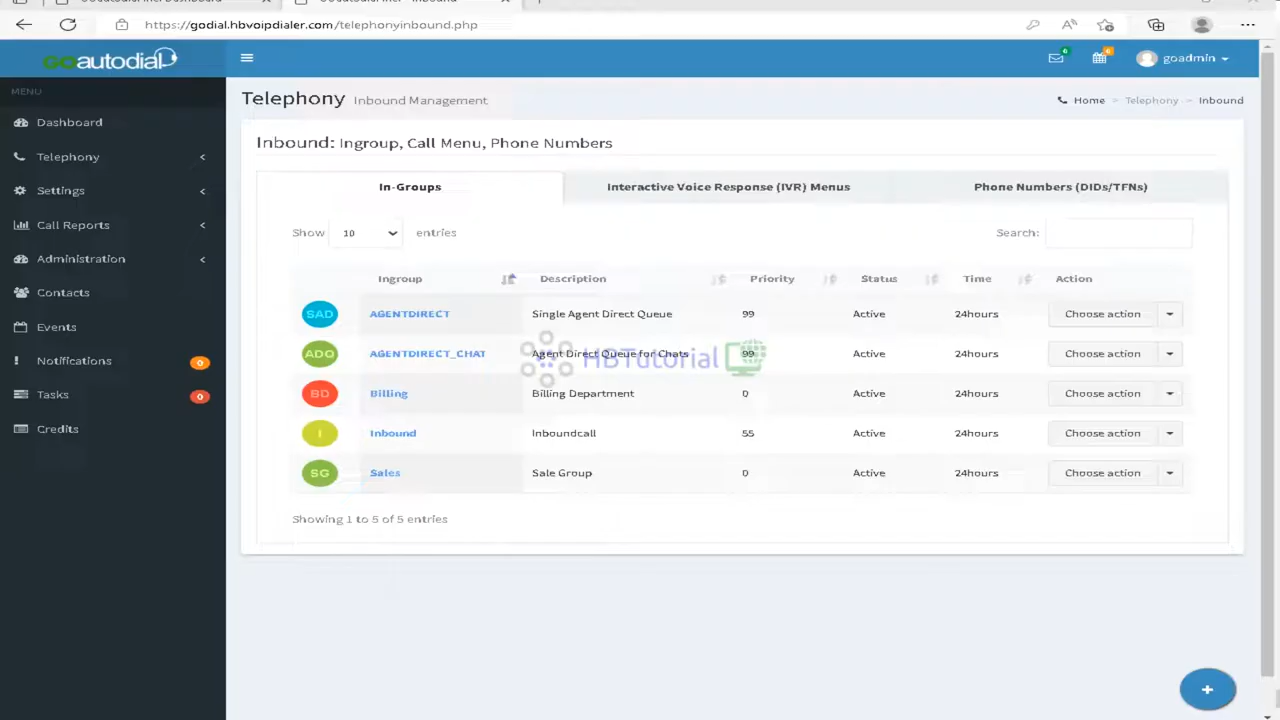 https://godial.hbvoipdialer.com/telephonyinbound.php
GOautodial
0
0
goadmin
MENU
Dashboard
Telephony
Settings
Call Reports
Administration
Contacts
Events
Notifications 0
Tasks 0
Credits
Telephony Inbound Management
Home > Telephony > Inbound
Inbound: Ingroup, Call Menu, Phone Numbers
In-Groups Interactive Voice Response (IVR) Menus Phone Numbers (DIDs/TFNs)
Show 10 entries Search:
Ingroup Description Priority Status Time Action
SAD AGENTDIRECT Single Agent Direct Queue 99 Active 24hours Choose action
ADQ AGENTDIRECT_CHAT Agent Direct Queue for Chats 99 Active 24hours Choose action
HBTutorial
BD Billing Billing Department 0 Active 24hours Choose action
I Inbound Inboundcall 55 Active 24hours Choose action
SG Sales Sale Group 0 Active 24hours Choose action
Showing 1 to 5 of 5 entries